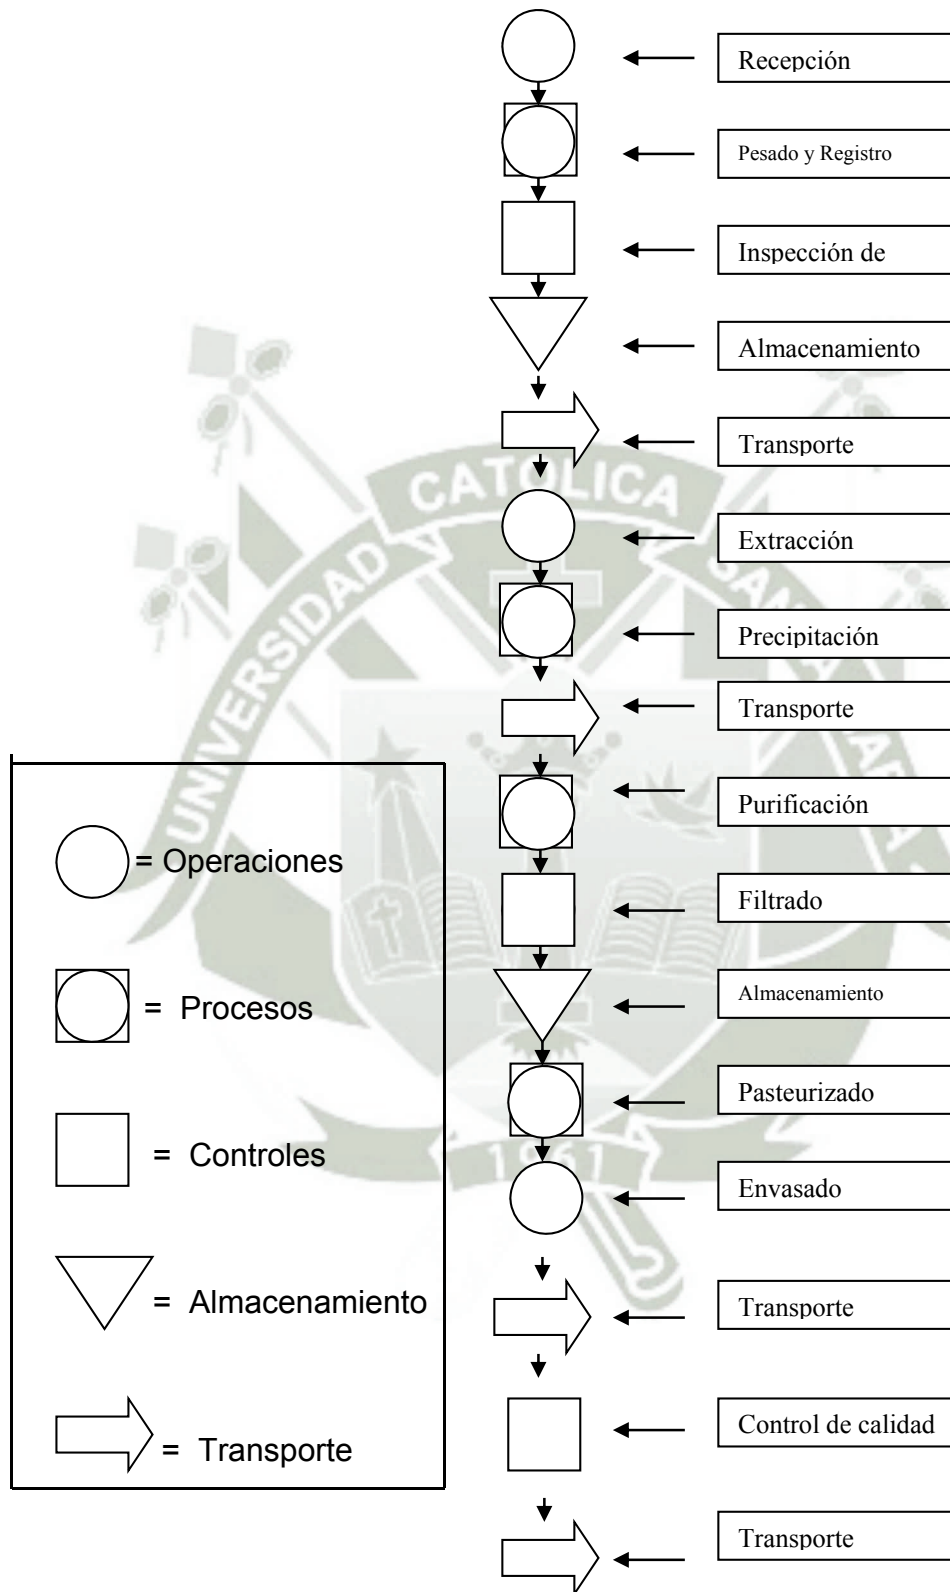 Recepción
Pesado y Registro
Inspección de
Almacenamiento
Transporte
Extracción
Precipitación
Transporte
Purificación
Filtrado
Almacenamiento
Pasteurizado
Envasado
Transporte
Control de calidad
Transporte
= Operaciones
= Procesos
= Controles
= Almacenamiento
= Transporte
UNIVERSIDAD
CATOLICA
1961